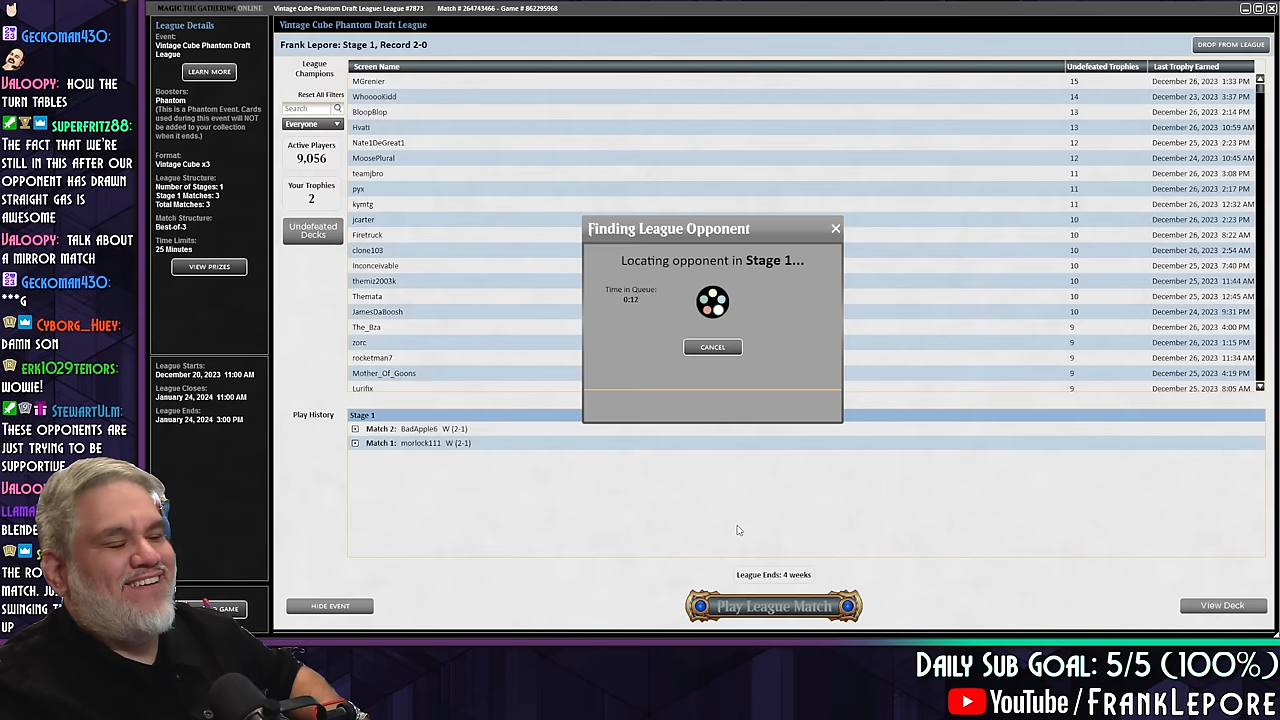 MAGIC THE GATHERING ONLINE
Vintage Cube Phantom Draft League: League #7873
Match # 264743466 - Game # 862295968
Geckoman430:
Valoopy: how the
turn tables
superfritz88:
The fact that we're
still in this after our
opponent has drawn
straight gas is
awesome
Valoopy: talk about
a mirror match
Geckoman430:
***g
Cyborg_Huey:
damn son
erk1029tenors:
wowie!
StewartUlm:
These opponents are
just trying to be
supportive
League Details
Event:
Vintage Cube Phantom Draft
League
LEARN MORE
Boosters:
Phantom
(This is a Phantom Event. Cards
used during this event will NOT
be added to your collection
when it ends.)
Format:
Vintage Cube x3
League Structure:
Number of Stages: 1
Stage 1 Matches: 3
Total Matches: 3
Match Structure:
Best-of-3
Time Limits:
25 Minutes
VIEW PRIZES
League Starts:
December 20, 2023 11:00 AM
League Closes:
January 24, 2024 11:00 AM
League Ends:
January 24, 2024 3:00 PM
GAME
Vintage Cube Phantom Draft League
Frank Lepore: Stage 1, Record 2-0
DROP FROM LEAGUE
League
Champions
Reset All Filters
Search
Everyone
Active Players
9,056
Your Trophies
2
Undefeated
Decks
Screen Name Undefeated Trophies Last Trophy Earned
MGrenier 15 December 26, 2023 1:33 PM
WhooooKidd 14 December 23, 2023 3:37 PM
BloopBlop 13 December 26, 2023 2:14 PM
Hvati 13 December 26, 2023 10:59 AM
Nate1DeGreat1 12 December 25, 2023 2:23 PM
MoosePlural 12 December 24, 2023 10:45 AM
teamjbro 11 December 26, 2023 3:08 PM
pyx 11 December 26, 2023 2:17 PM
kymtg 11 December 26, 2023 12:32 AM
jcarter 10 December 26, 2023 2:23 PM
Firetruck 10 December 26, 2023 8:22 AM
clone103 10 December 26, 2023 2:54 AM
Inconceivable 10 December 25, 2023 7:40 PM
themiz2003k 10 December 25, 2023 11:44 AM
Themata 10 December 25, 2023 12:45 AM
JamesDaBoosh 10 December 24, 2023 9:31 PM
The_Bza 9 December 26, 2023 4:00 PM
zorc 9 December 26, 2023 1:15 PM
rocketman7 9 December 26, 2023 11:34 AM
Mother_Of_Goons 9 December 25, 2023 4:19 PM
Lurifix 9 December 25, 2023 8:05 AM
Finding League Opponent
Locating opponent in Stage 1...
Time in Queue:
0:12
CANCEL
Play History
Stage 1
Match 2: BadApple6 W (2-1)
Match 1: morlock111 W (2-1)
League Ends: 4 weeks
HIDE EVENT
Play League Match
View Deck
Daily Sub Goal: 5/5 (100%)
YouTube/FrankLepore